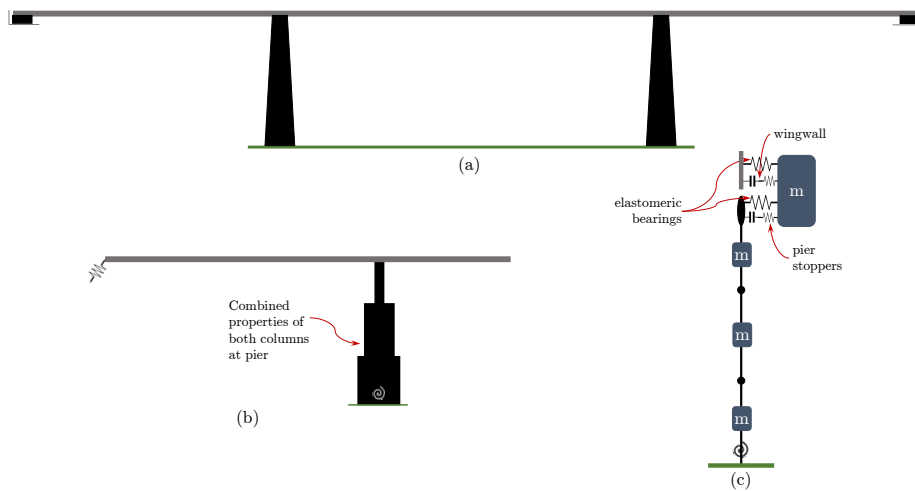 (a)
wingwall
m
elastomeric
bearings
m
pier
stoppers
Combined
properties of
both columns
at pier
m
(b)
m
(c)